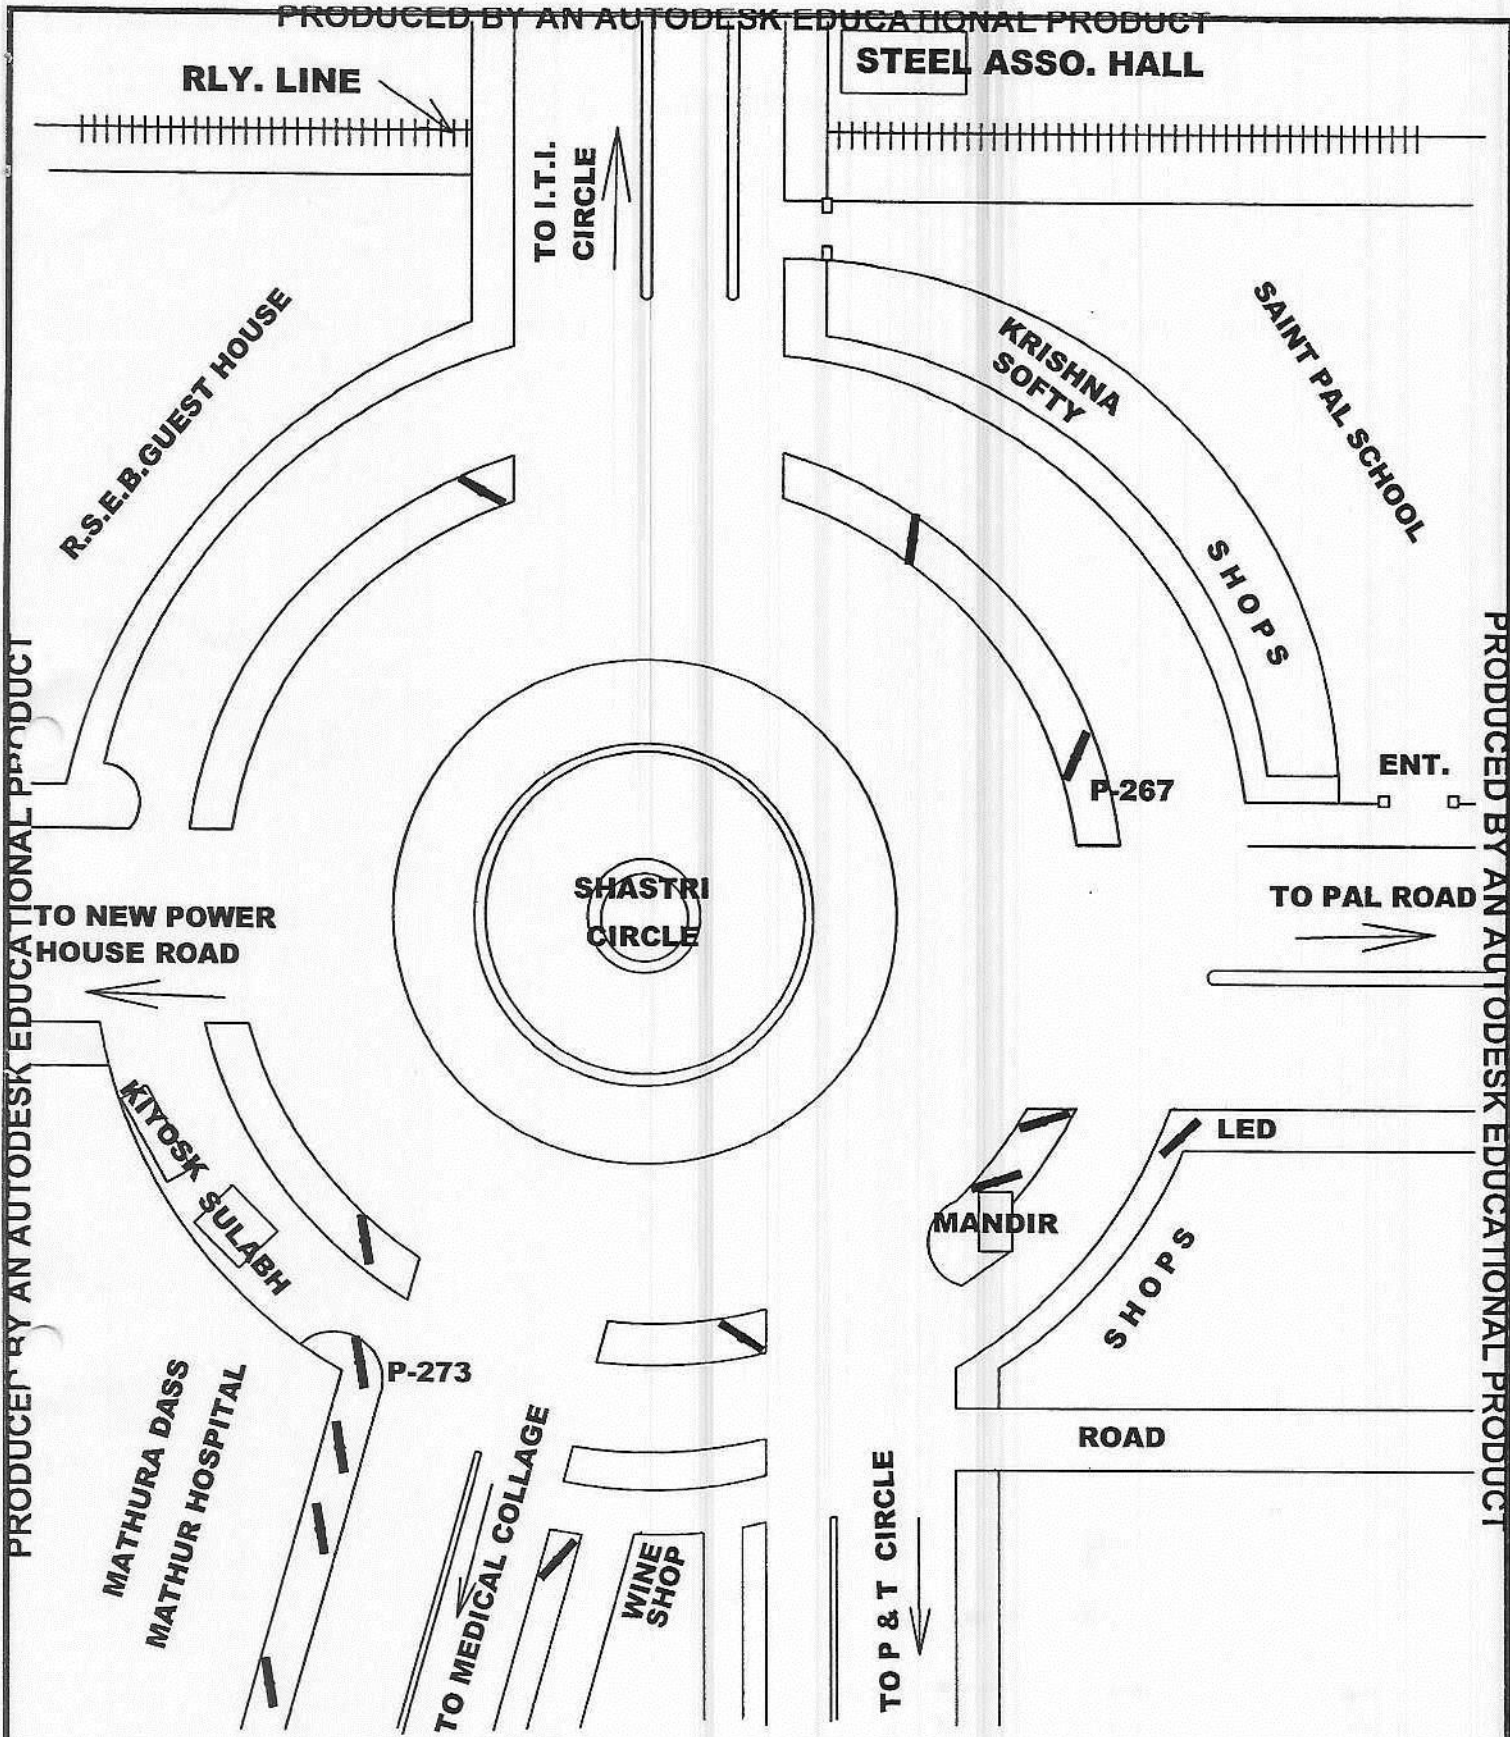 PRODUCED BY AN AUTODESK EDUCATIONAL PRODUCT
STEEL ASSO. HALL
RLY. LINE
TO I.T.I.
CIRCLE
R.S.E.B.GUEST HOUSE
KRISHNA
SOFTY
SAINT PAL SCHOOL
SHOPS
PRODUCED BY AN AUTODESK EDUCATIONAL PRODUCT
PRODUCED BY AN AUTODESK EDUCATIONAL PRODUCT
ENT.
P-267
SHASTRI
CIRCLE
TO PAL ROAD
TO NEW POWER
HOUSE ROAD
KIYOSK
SULABH
LED
MANDIR
SHOPS
P-273
MATHURA DASS
MATHUR HOSPITAL
TO MEDICAL COLLAGE
WINE
SHOP
TO P & T CIRCLE
ROAD